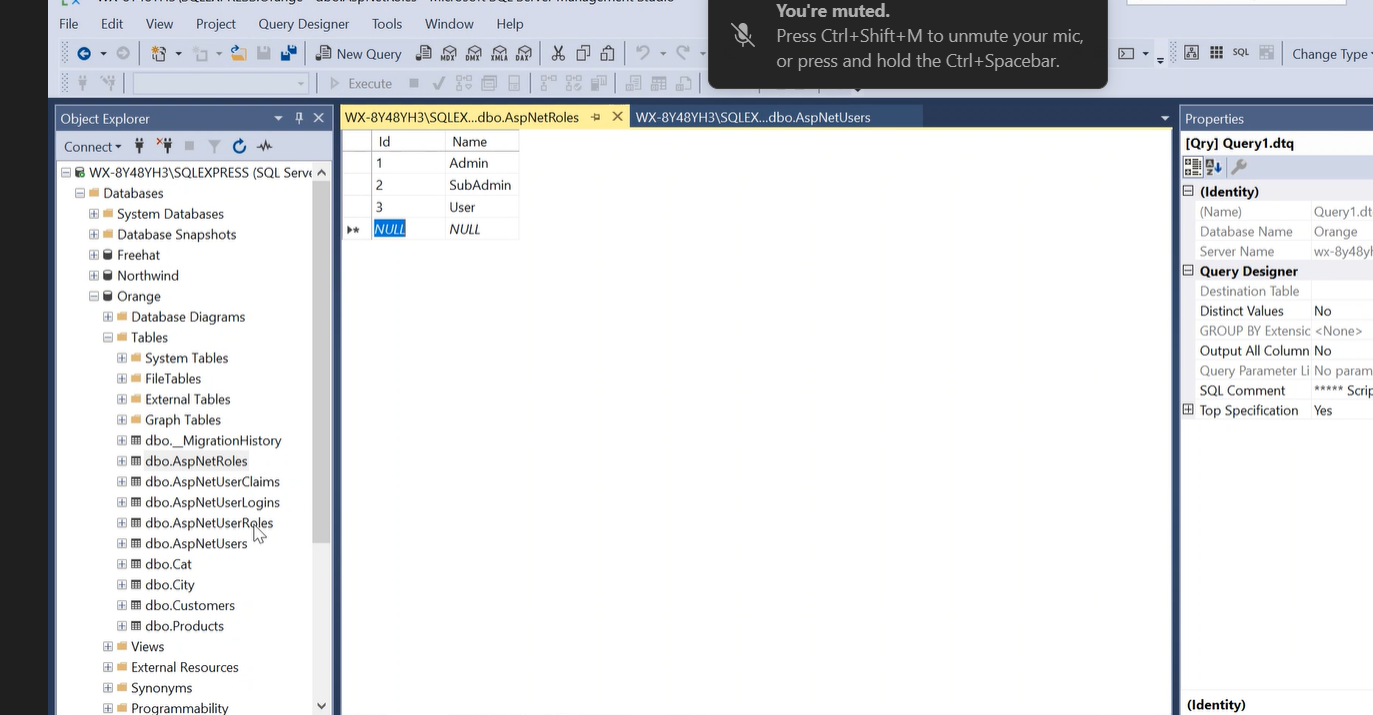 File Edit View Project Query Designer Tools Window Help
You're muted.
Press Ctrl+Shift+M to unmute your mic,
or press and hold the Ctrl+Spacebar.
New Query MDX DMX XMLA DAX
SQL Change Type
Execute
Object Explorer
Connect
WX-8Y48YH3\SQLEXPRESS (SQL Serve
Databases
System Databases
Database Snapshots
Freehat
Northwind
Orange
Database Diagrams
Tables
System Tables
FileTables
External Tables
Graph Tables
dbo.__MigrationHistory
dbo.AspNetRoles
dbo.AspNetUserClaims
dbo.AspNetUserLogins
dbo.AspNetUserRoles
dbo.AspNetUsers
dbo.Cat
dbo.City
dbo.Customers
dbo.Products
Views
External Resources
Synonyms
Programmability
WX-8Y48YH3\SQLEX...dbo.AspNetRoles WX-8Y48YH3\SQLEX...dbo.AspNetUsers
Id Name
1 Admin
2 SubAdmin
3 User
NULL NULL
Properties
[Qry] Query1.dtq
(Identity)
(Name) Query1.dt
Database Name Orange
Server Name wx-8y48yh
Query Designer
Destination Table
Distinct Values No
GROUP BY Extensic <None>
Output All Column No
Query Parameter Li No param
SQL Comment ***** Scrip
Top Specification Yes
(Identity)